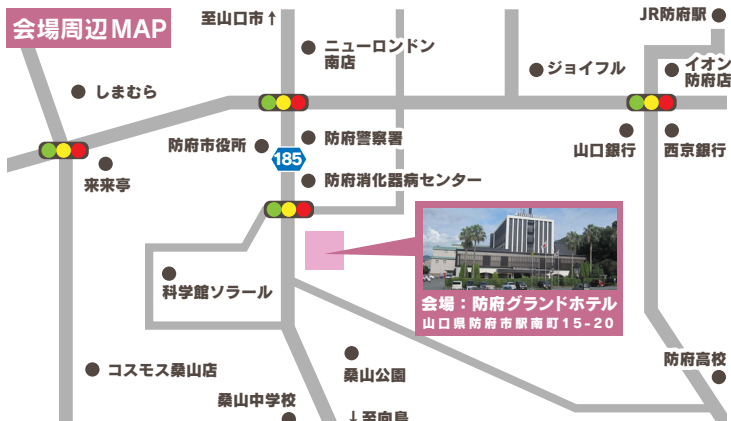 会場周辺MAP
至山口市↑
JR防府駅
ニューロンドン
南店
ジョイフル
イオン
防府店
しまむら
防府市役所
防府警察署
山口銀行
西京銀行
185
来来亭
防府消化器病センター
科学館ソラール
会場：防府グランドホテル
山口県防府市駅南町15-20
コスモス桑山店
桑山公園
防府高校
桑山中学校
↓至向島